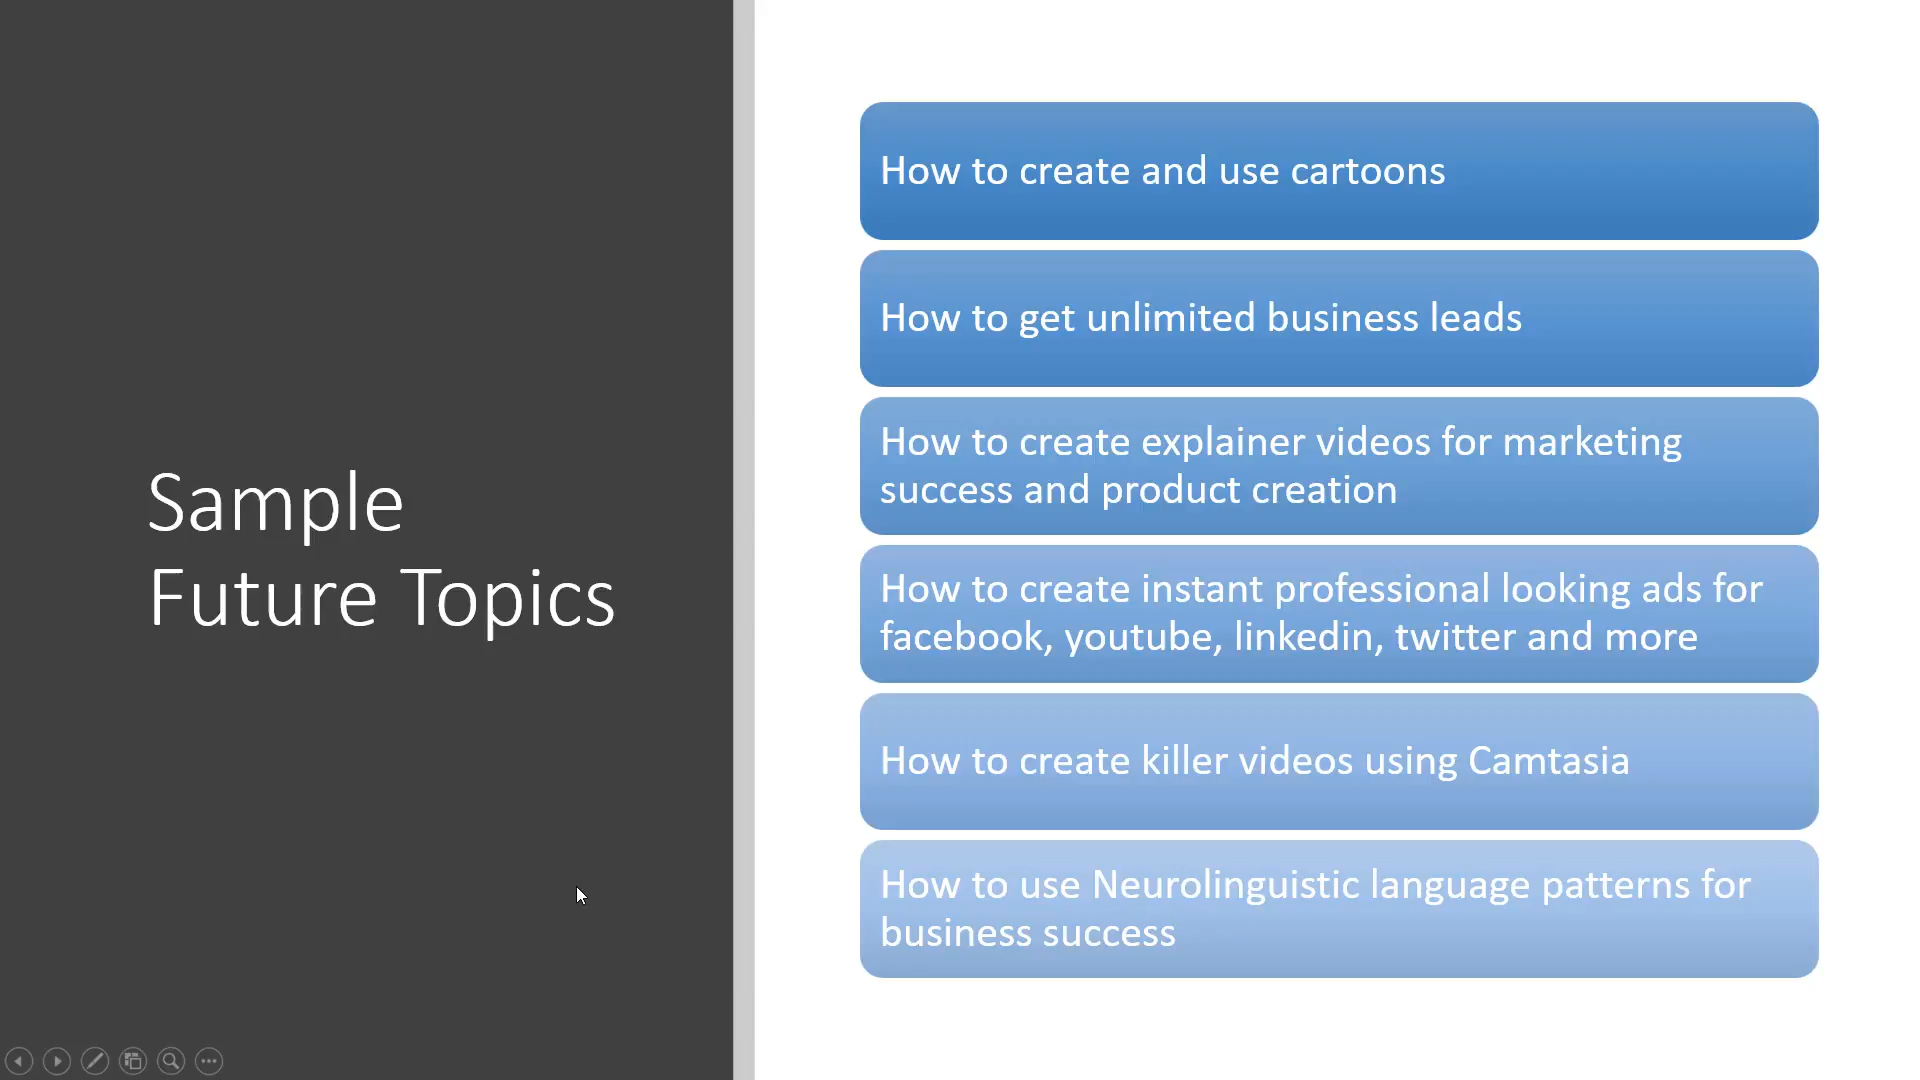 Sample
Future Topics
How to create and use cartoons
How to get unlimited business leads
How to create explainer videos for marketing
success and product creation
How to create instant professional looking ads for
facebook, youtube, linkedin, twitter and more
How to create killer videos using Camtasia
How to use Neurolinguistic language patterns for
business success